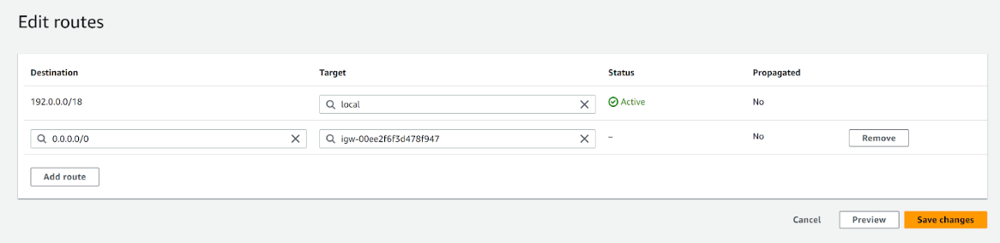 Edit routes
Destination Target Status Propagated
192.0.0.0/18 local Active No
0.0.0.0/0 igw-00ee2f6f3d478f947 – No Remove
Add route
Cancel Preview Save changes